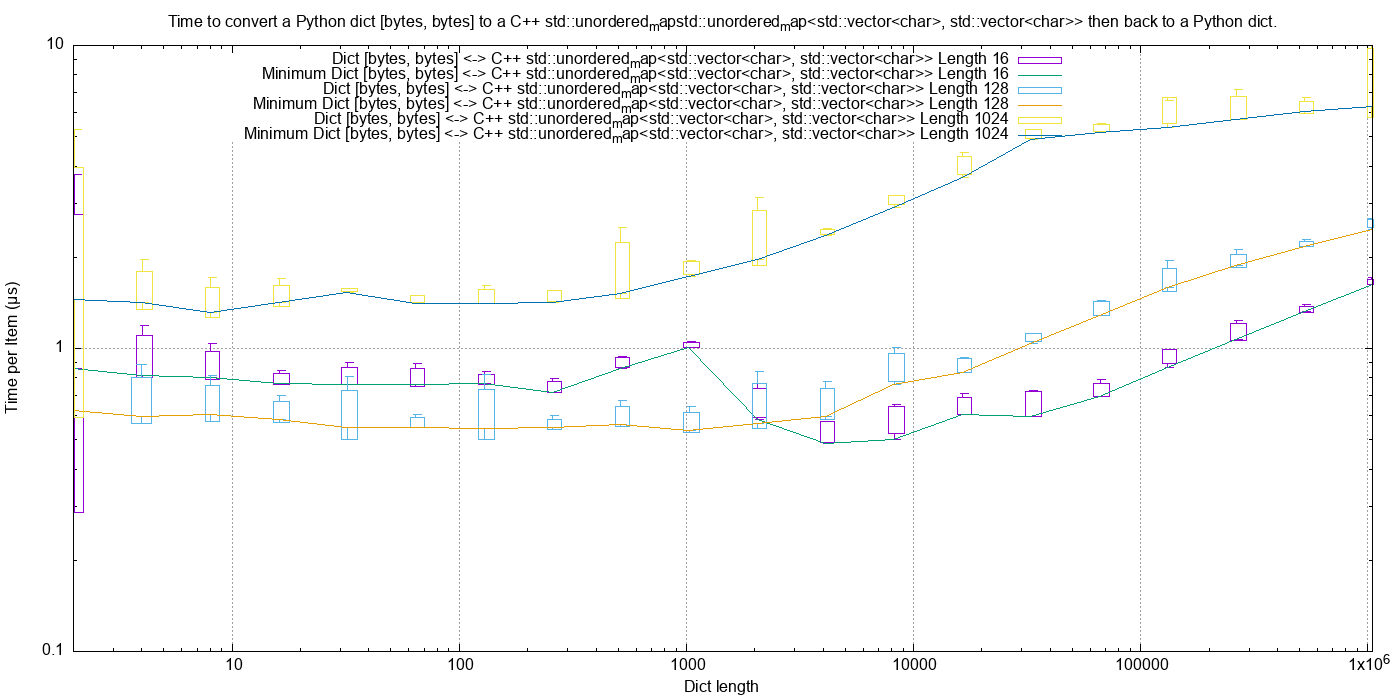 Time to convert a Python dict [bytes, bytes] to a C++ std::unordered_mapstd::unordered_map<std::vector<char>, std::vector<char>> then back to a Python dict.
10
Dict [bytes, bytes] <-> C++ std::unordered_map<std::vector<char>, std::vector<char>> Length 16
Minimum Dict [bytes, bytes] <-> C++ std::unordered_map<std::vector<char>, std::vector<char>> Length 16
Dict [bytes, bytes] <-> C++ std::unordered_map<std::vector<char>, std::vector<char>> Length 128
Minimum Dict [bytes, bytes] <-> C++ std::unordered_map<std::vector<char>, std::vector<char>> Length 128
Dict [bytes, bytes] <-> C++ std::unordered_map<std::vector<char>, std::vector<char>> Length 1024
Minimum Dict [bytes, bytes] <-> C++ std::unordered_map<std::vector<char>, std::vector<char>> Length 1024
Time per Item (µs)
1
0.1
10 100 1000 10000 100000 1x10^6
Dict length